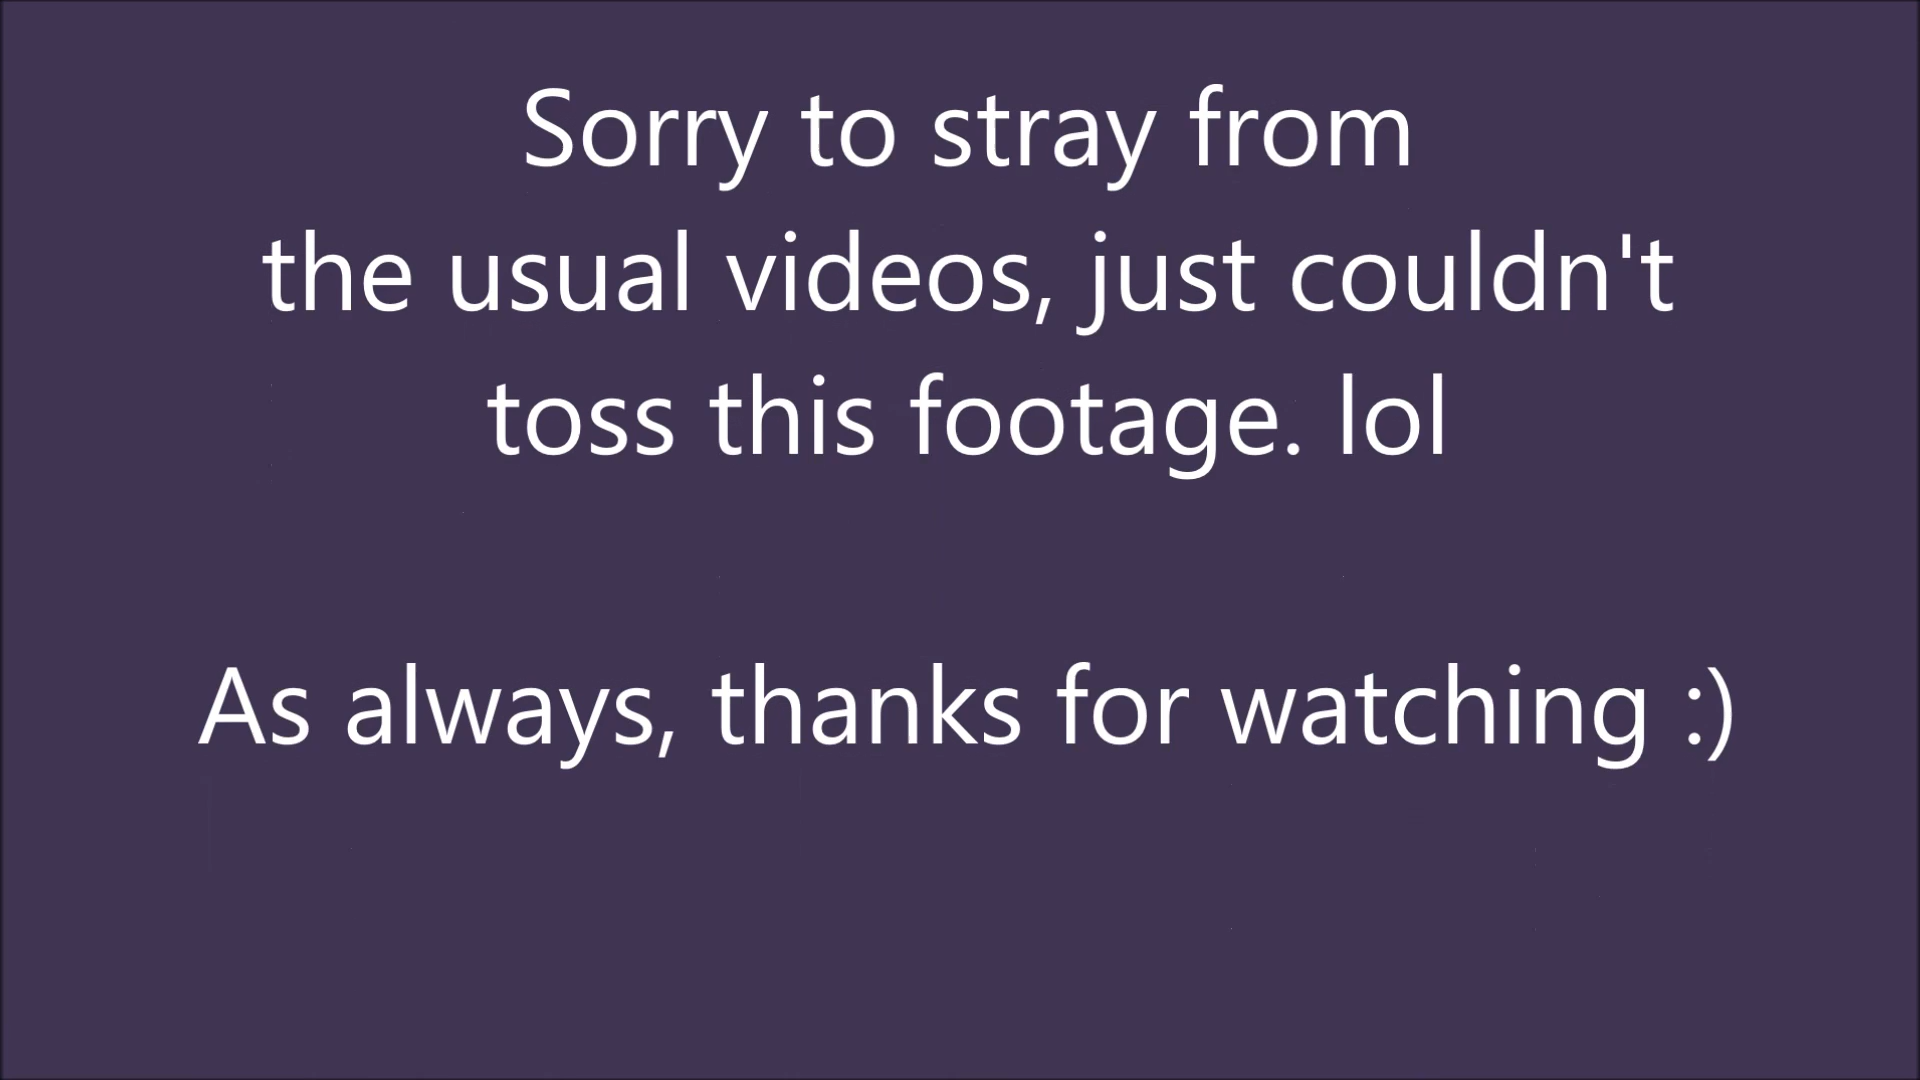 Sorry to stray from
the usual videos, just couldn't
toss this footage. lol
As always, thanks for watching :)